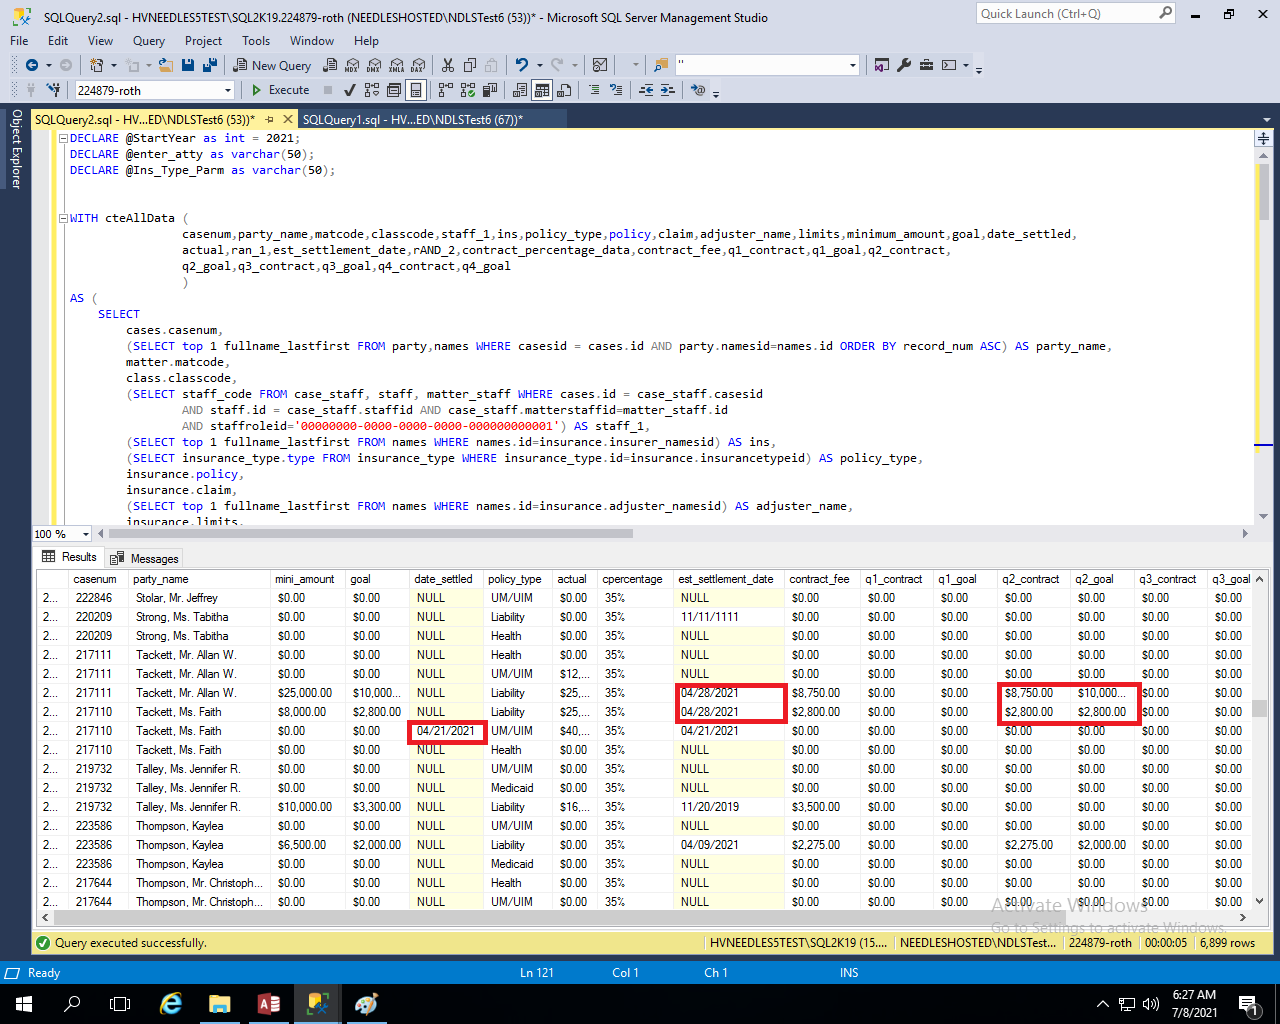 SQLQuery2.sql - HVNEEDLES5TEST\SQL2K19.224879-roth (NEEDLESHOSTED\NDLSTest6 (53))* - Microsoft SQL Server Management Studio
Quick Launch (Ctrl+Q)
File Edit View Query Project Tools Window Help
New Query MDX DMX XMLA DAX "
224879-roth Execute
Object Explorer
SQLQuery2.sql - HV...ED\NDLSTest6 (53))* SQLQuery1.sql - HV...ED\NDLSTest6 (67))*
DECLARE @StartYear as int = 2021;
DECLARE @enter_atty as varchar(50);
DECLARE @Ins_Type_Parm as varchar(50);
WITH cteAllData (
casenum,party_name,matcode,classcode,staff_1,ins,policy_type,policy,claim,adjuster_name,limits,minimum_amount,goal,date_settled,
actual,ran_1,est_settlement_date,rAND_2,contract_percentage_data,contract_fee,q1_contract,q1_goal,q2_contract,
q2_goal,q3_contract,q3_goal,q4_contract,q4_goal
)
AS (
SELECT
cases.casenum,
(SELECT top 1 fullname_lastfirst FROM party,names WHERE casesid = cases.id AND party.namesid=names.id ORDER BY record_num ASC) AS party_name,
matter.matcode,
class.classcode,
(SELECT staff_code FROM case_staff, staff, matter_staff WHERE cases.id = case_staff.casesid
AND staff.id = case_staff.staffid AND case_staff.matterstaffid=matter_staff.id
AND staffroleid='00000000-0000-0000-0000-000000000001') AS staff_1,
(SELECT top 1 fullname_lastfirst FROM names WHERE names.id=insurance.insurer_namesid) AS ins,
(SELECT insurance_type.type FROM insurance_type WHERE insurance_type.id=insurance.insurancetypeid) AS policy_type,
insurance.policy,
insurance.claim,
(SELECT top 1 fullname_lastfirst FROM names WHERE names.id=insurance.adjuster_namesid) AS adjuster_name,
insurance.limits,
100 %
Results Messages
casenum party_name mini_amount goal date_settled policy_type actual cpercentage est_settlement_date contract_fee q1_contract q1_goal q2_contract q2_goal q3_contract q3_goal
2... 222846 Stolar, Mr. Jeffrey $0.00 $0.00 NULL UM/UIM $0.00 35% NULL $0.00 $0.00 $0.00 $0.00 $0.00 $0.00 $0.00
2... 220209 Strong, Ms. Tabitha $0.00 $0.00 NULL Liability $0.00 35% 11/11/1111 $0.00 $0.00 $0.00 $0.00 $0.00 $0.00 $0.00
2... 220209 Strong, Ms. Tabitha $0.00 $0.00 NULL Health $0.00 35% NULL $0.00 $0.00 $0.00 $0.00 $0.00 $0.00 $0.00
2... 217111 Tackett, Mr. Allan W. $0.00 $0.00 NULL Health $0.00 35% NULL $0.00 $0.00 $0.00 $0.00 $0.00 $0.00 $0.00
2... 217111 Tackett, Mr. Allan W. $0.00 $0.00 NULL UM/UIM $12,... 35% NULL $0.00 $0.00 $0.00 $0.00 $0.00 $0.00 $0.00
2... 217111 Tackett, Mr. Allan W. $25,000.00 $10,000... NULL Liability $25,... 35% 04/28/2021 $8,750.00 $0.00 $0.00 $8,750.00 $10,000... $0.00 $0.00
2... 217110 Tackett, Ms. Faith $8,000.00 $2,800.00 NULL Liability $25,... 35% 04/28/2021 $2,800.00 $0.00 $0.00 $2,800.00 $2,800.00 $0.00 $0.00
2... 217110 Tackett, Ms. Faith $0.00 $0.00 04/21/2021 UM/UIM $40,... 35% 04/21/2021 $0.00 $0.00 $0.00 $0.00 $0.00 $0.00 $0.00
2... 217110 Tackett, Ms. Faith $0.00 $0.00 NULL Health $0.00 35% NULL $0.00 $0.00 $0.00 $0.00 $0.00 $0.00 $0.00
2... 219732 Talley, Ms. Jennifer R. $0.00 $0.00 NULL UM/UIM $0.00 35% NULL $0.00 $0.00 $0.00 $0.00 $0.00 $0.00 $0.00
2... 219732 Talley, Ms. Jennifer R. $0.00 $0.00 NULL Medicaid $0.00 35% NULL $0.00 $0.00 $0.00 $0.00 $0.00 $0.00 $0.00
2... 219732 Talley, Ms. Jennifer R. $10,000.00 $3,300.00 NULL Liability $16,... 35% 11/20/2019 $3,500.00 $0.00 $0.00 $0.00 $0.00 $0.00 $0.00
2... 223586 Thompson, Kaylea $0.00 $0.00 NULL UM/UIM $0.00 35% NULL $0.00 $0.00 $0.00 $0.00 $0.00 $0.00 $0.00
2... 223586 Thompson, Kaylea $6,500.00 $2,000.00 NULL Liability $0.00 35% 04/09/2021 $2,275.00 $0.00 $0.00 $2,275.00 $2,000.00 $0.00 $0.00
2... 223586 Thompson, Kaylea $0.00 $0.00 NULL Medicaid $0.00 35% NULL $0.00 $0.00 $0.00 $0.00 $0.00 $0.00 $0.00
2... 217644 Thompson, Mr. Christoph... $0.00 $0.00 NULL Health $0.00 35% NULL $0.00 $0.00 $0.00 $0.00 $0.00 $0.00 $0.00
2... 217644 Thompson, Mr. Christoph... $0.00 $0.00 NULL UM/UIM $0.00 35% NULL $0.00 $0.00 $0.00 $0.00 $0.00 $0.00 $0.00
Activate Windows
Go to Settings to activate Windows.
Query executed successfully. HVNEEDLES5TEST\SQL2K19 (15.... NEEDLESHOSTED\NDLSTest... 224879-roth 00:00:05 6,899 rows
Ready Ln 121 Col 1 Ch 1 INS
6:27 AM
7/8/2021
1